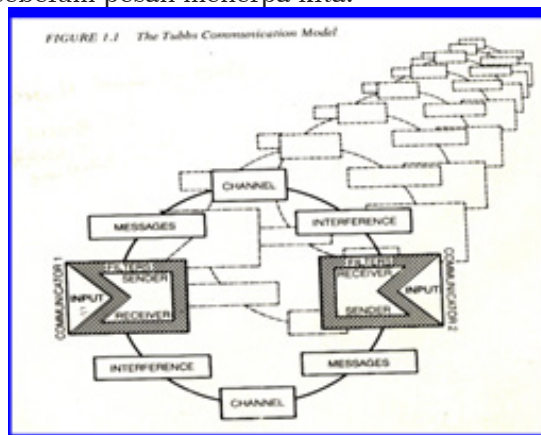 sebelum pesan menerpa kita.
FIGURE 1.1 The Tubbs Communication Model
CHANNEL
MESSAGES
INTERFERENCE
COMMUNICATOR 1
INPUT
FILTERS
SENDER
RECEIVER
FILTERS
RECEIVER
SENDER
INPUT
COMMUNICATOR 2
INTERFERENCE
MESSAGES
CHANNEL